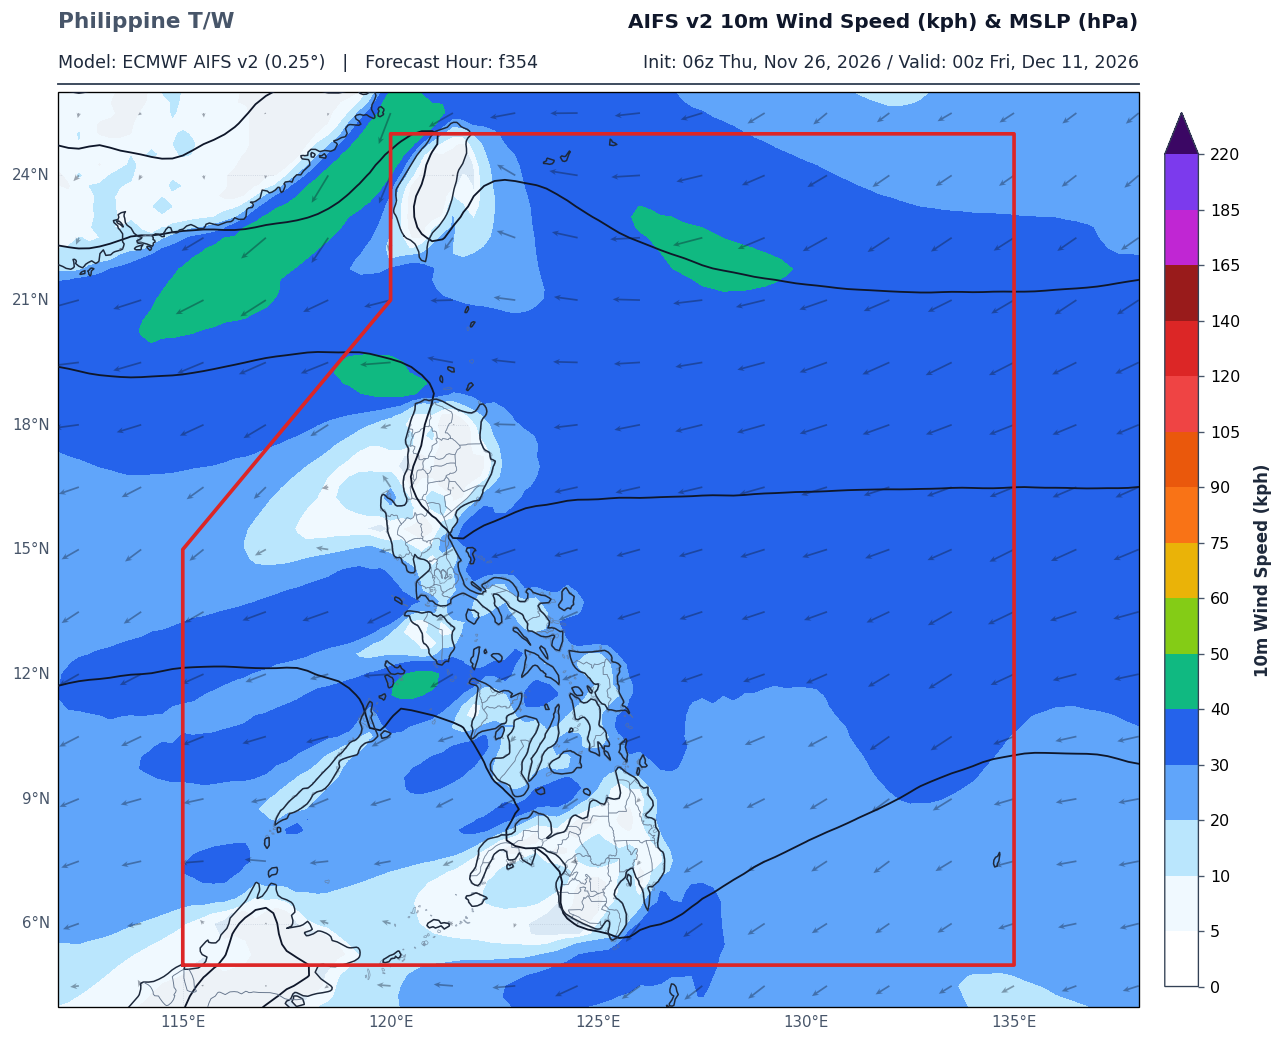 Philippine T/W
AIFS v2 10m Wind Speed (kph) & MSLP (hPa)
Model: ECMWF AIFS v2 (0.25°)   |   Forecast Hour: f354
Init: 06z Thu, Nov 26, 2026 / Valid: 00z Fri, Dec 11, 2026
24°N
21°N
18°N
15°N
12°N
9°N
6°N
115°E
120°E
125°E
130°E
135°E
220
185
165
140
120
105
90
75
60
50
40
30
20
10
5
0
10m Wind Speed (kph)